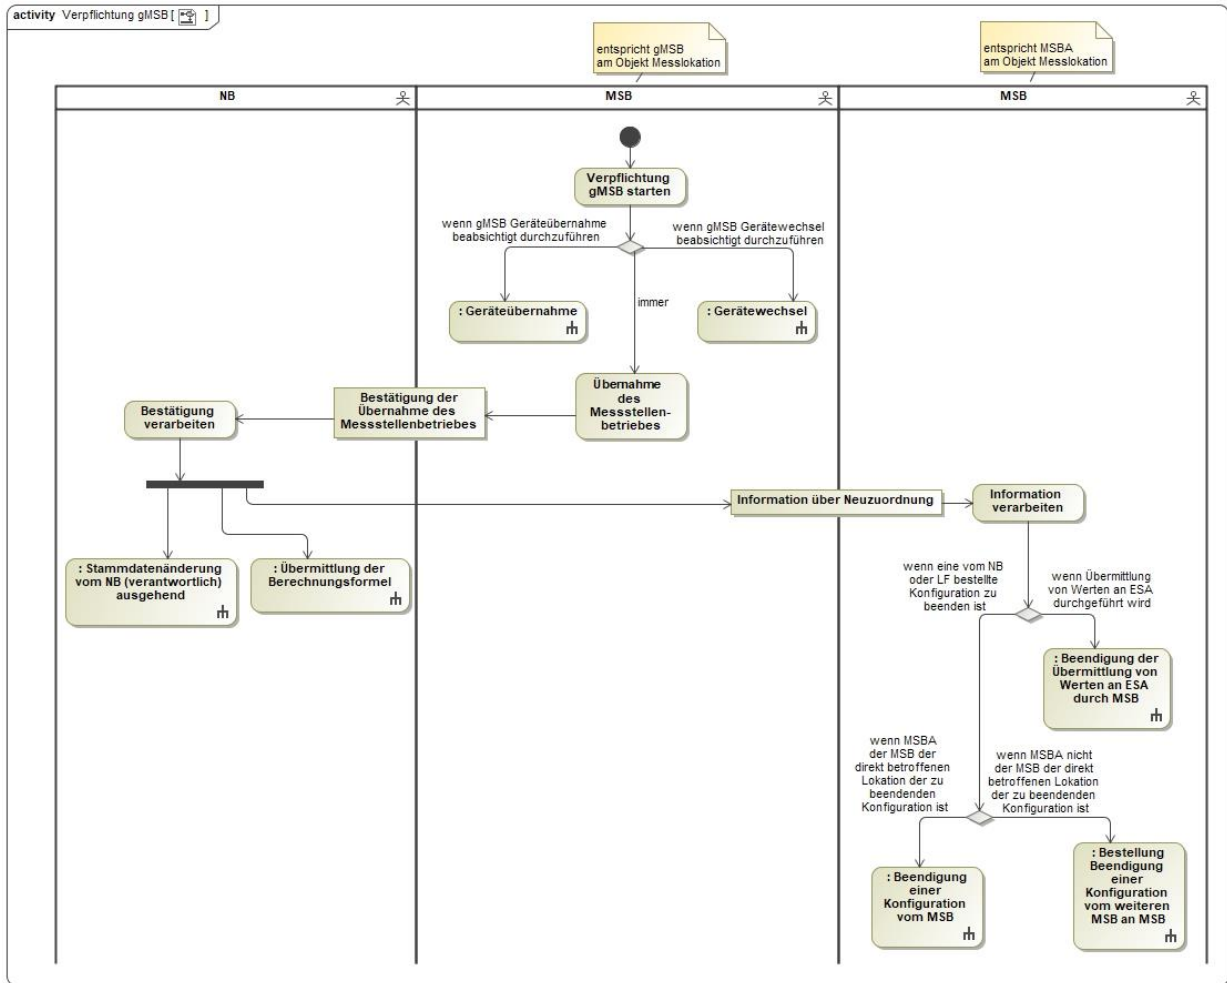 activity Verpflichtung gMSB [ ]
entspricht gMSB
am Objekt Messlokation
entspricht MSBA
am Objekt Messlokation
NB
MSB
MSB
Verpflichtung
gMSB starten
wenn gMSB Geräteübernahme
beabsichtigt durchzuführen
wenn gMSB Gerätewechsel
beabsichtigt durchzuführen
: Geräteübernahme
immer
: Gerätewechsel
Übernahme
des
Messstellen-
betriebes
Bestätigung der
Übernahme des
Messstellenbetriebes
Bestätigung
verarbeiten
Information über Neuzuordnung
Information
verarbeiten
: Stammdatenänderung
vom NB (verantwortlich)
ausgehend
: Übermittlung der
Berechnungsformel
wenn eine vom NB
oder LF bestellte
Konfiguration zu
beenden ist
wenn Übermittlung
von Werten an ESA
durchgeführt wird
: Beendigung der
Übermittlung von
Werten an ESA
durch MSB
wenn MSBA
der MSB der
direkt betroffenen
Lokation der zu
beendenden
Konfiguration ist
wenn MSBA nicht
der MSB der direkt
betroffenen Lokation
der zu beendenden
Konfiguration ist
: Beendigung
einer
Konfiguration
vom MSB
: Bestellung
Beendigung
einer
Konfiguration
vom weiteren
MSB an MSB